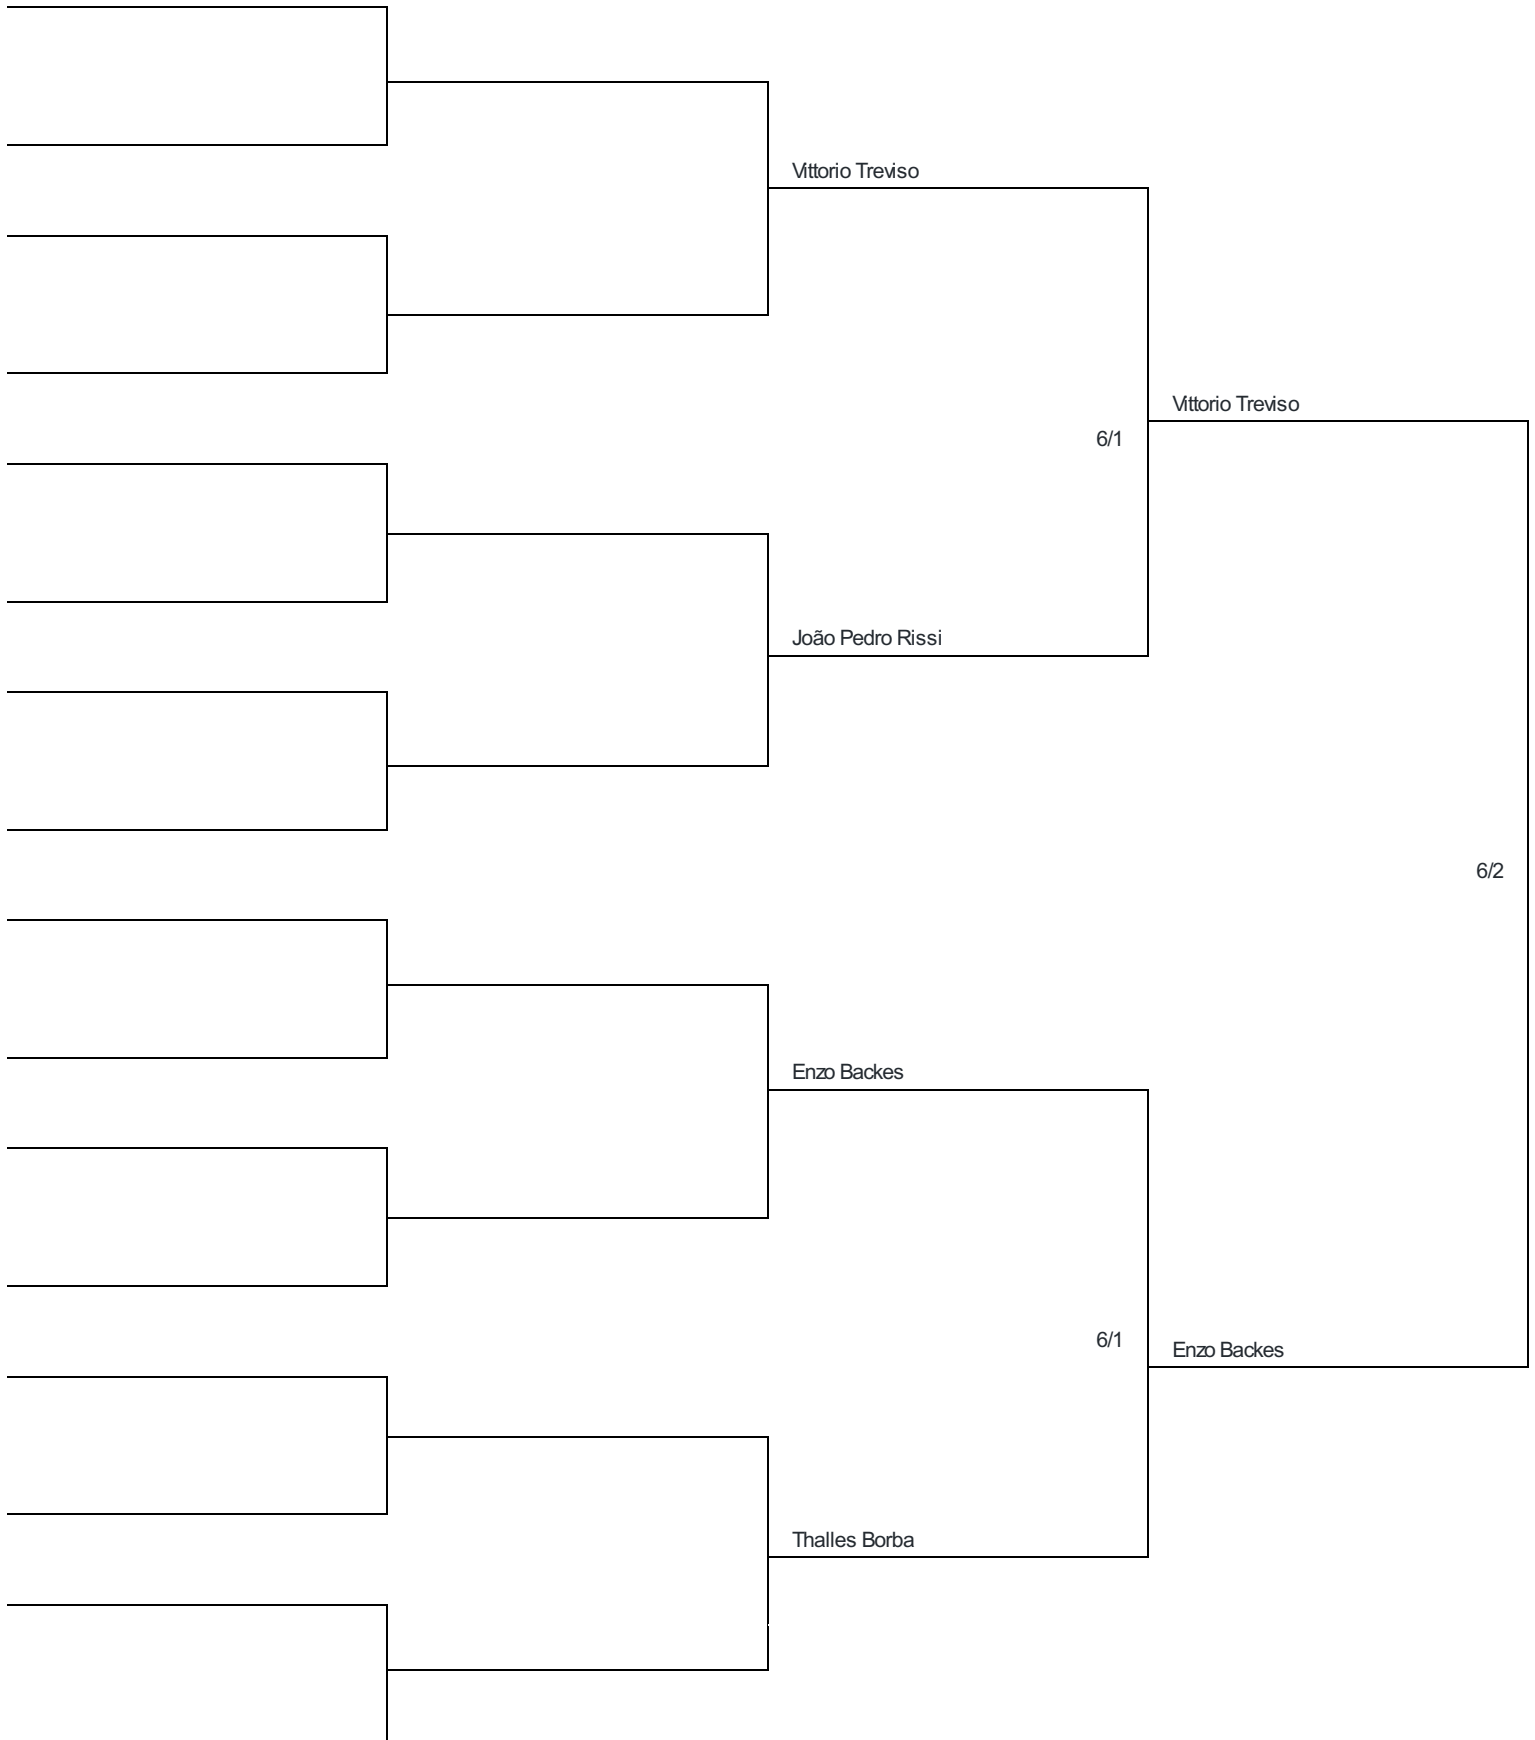 Vittorio Treviso
Vittorio Treviso
6/1
João Pedro Rissi
6/2
Enzo Backes
6/1
Enzo Backes
Thalles Borba